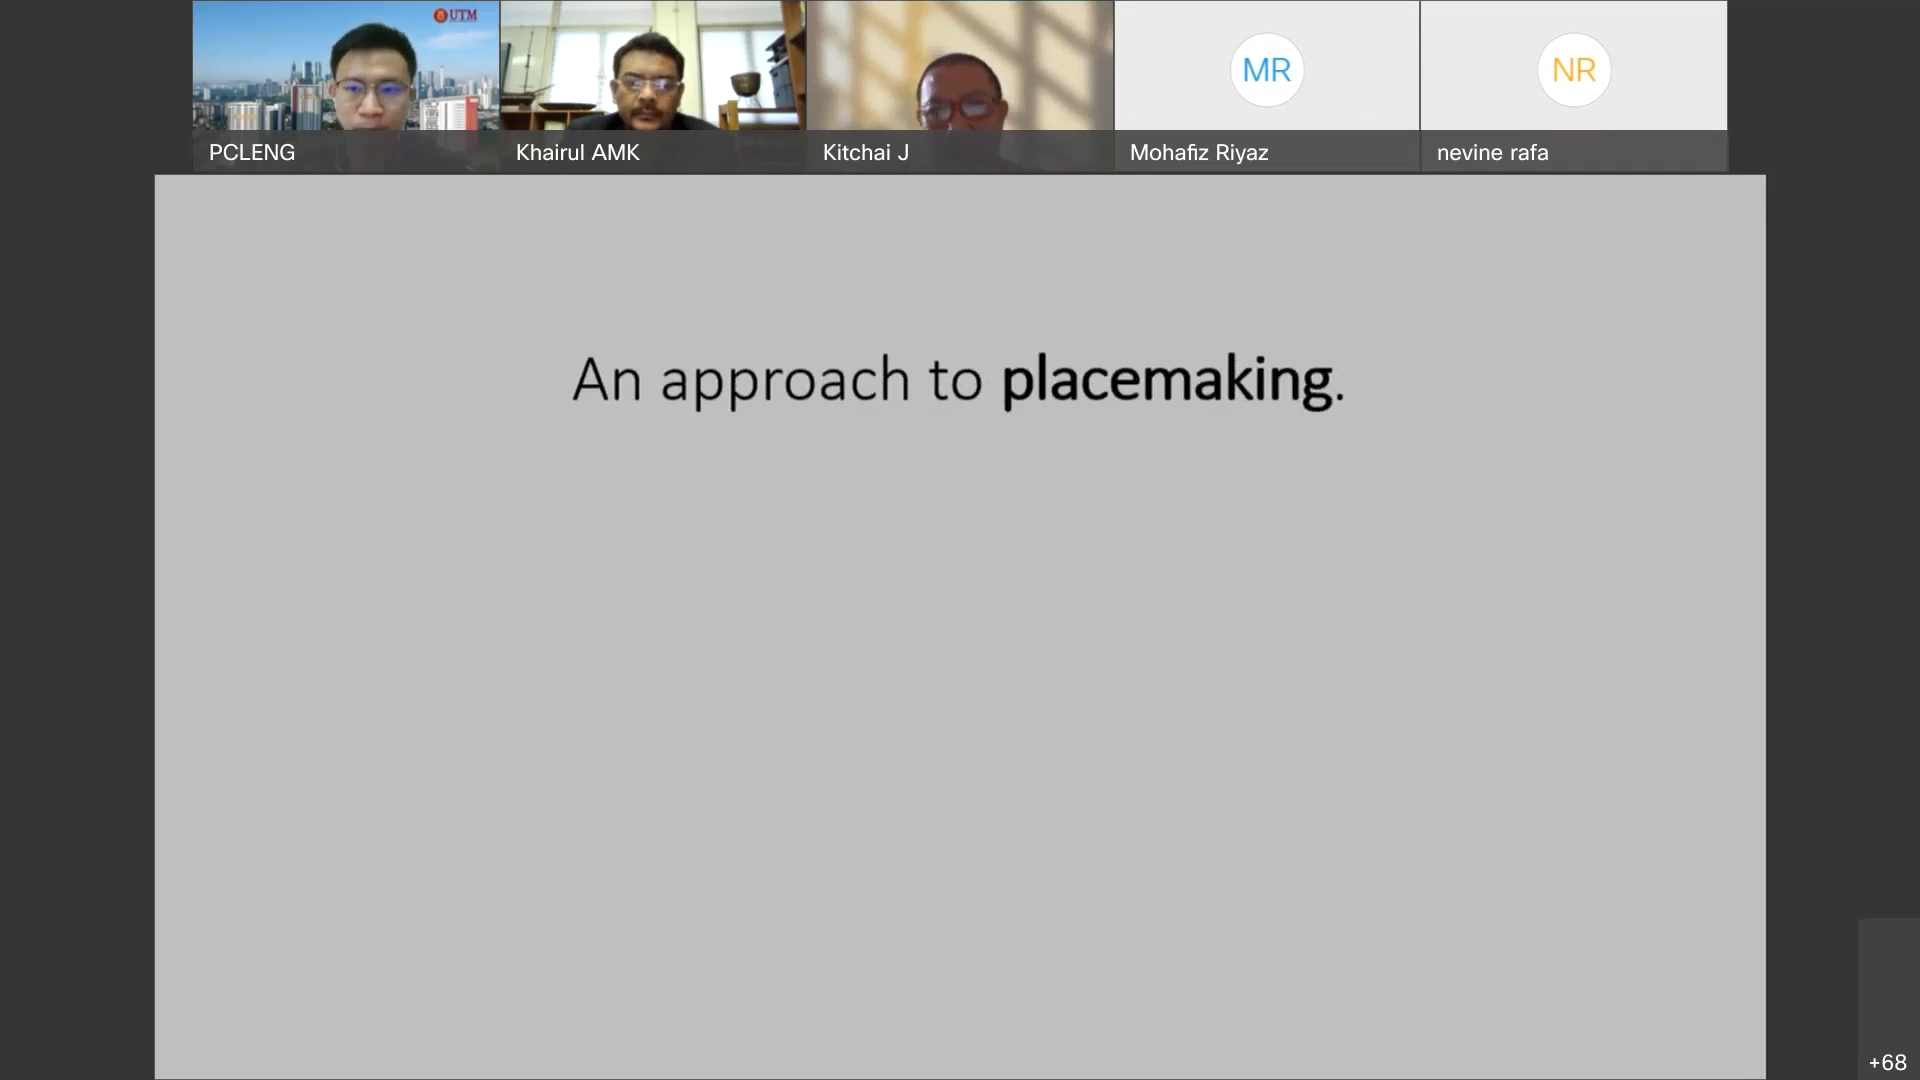 UTM
PCLENG
Khairul AMK
Kitchai J
MR
Mohafiz Riyaz
NR
nevine rafa
An approach to placemaking.
+68